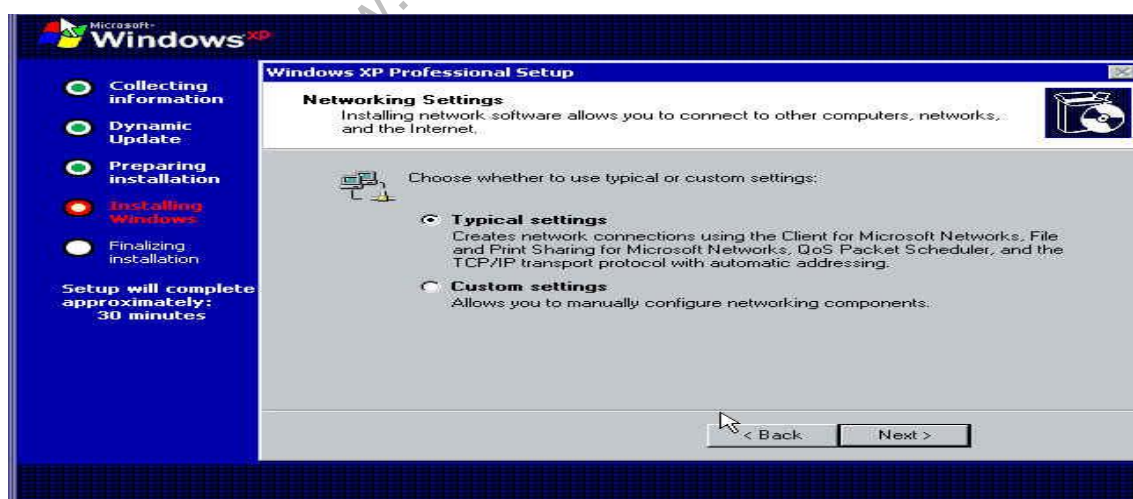 w.
Microsoft
Windows xp
Collecting
information
Dynamic
Update
Preparing
installation
Installing
Windows
Finalizing
installation
Setup will complete
approximately:
30 minutes
Windows XP Professional Setup
Networking Settings
Installing network software allows you to connect to other computers, networks,
and the Internet.
Choose whether to use typical or custom settings:
Typical settings
Creates network connections using the Client for Microsoft Networks, File
and Print Sharing for Microsoft Networks, QoS Packet Scheduler, and the
TCP/IP transport protocol with automatic addressing.
Custom settings
Allows you to manually configure networking components.
< Back
Next >